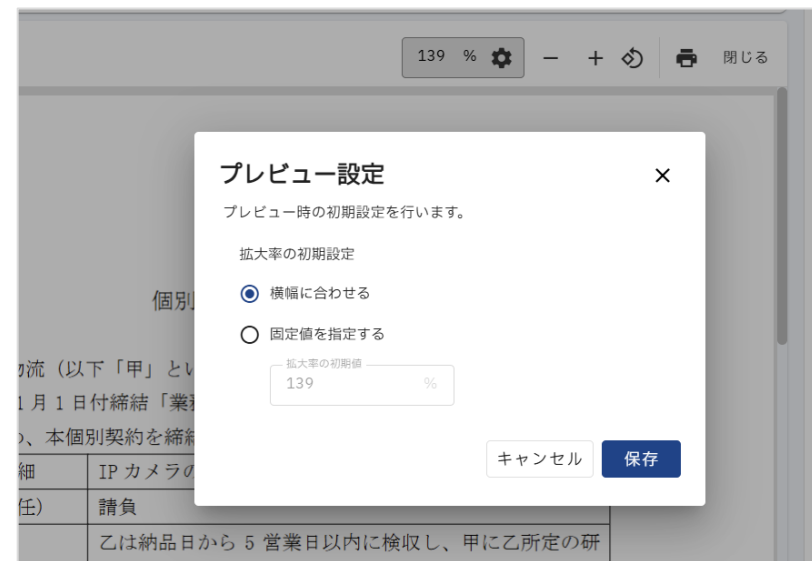 139 %
閉じる
プレビュー設定
プレビュー時の初期設定を行います。
拡大率の初期設定
横幅に合わせる
固定値を指定する
拡大率の初期値
139 %
キャンセル 保存
個別
物流（以下「甲」とい
1月1日付締結「業
、本個別契約を締結
細 IPカメラの
任） 請負
乙は納品日から5営業日以内に検収し、甲に乙所定の研